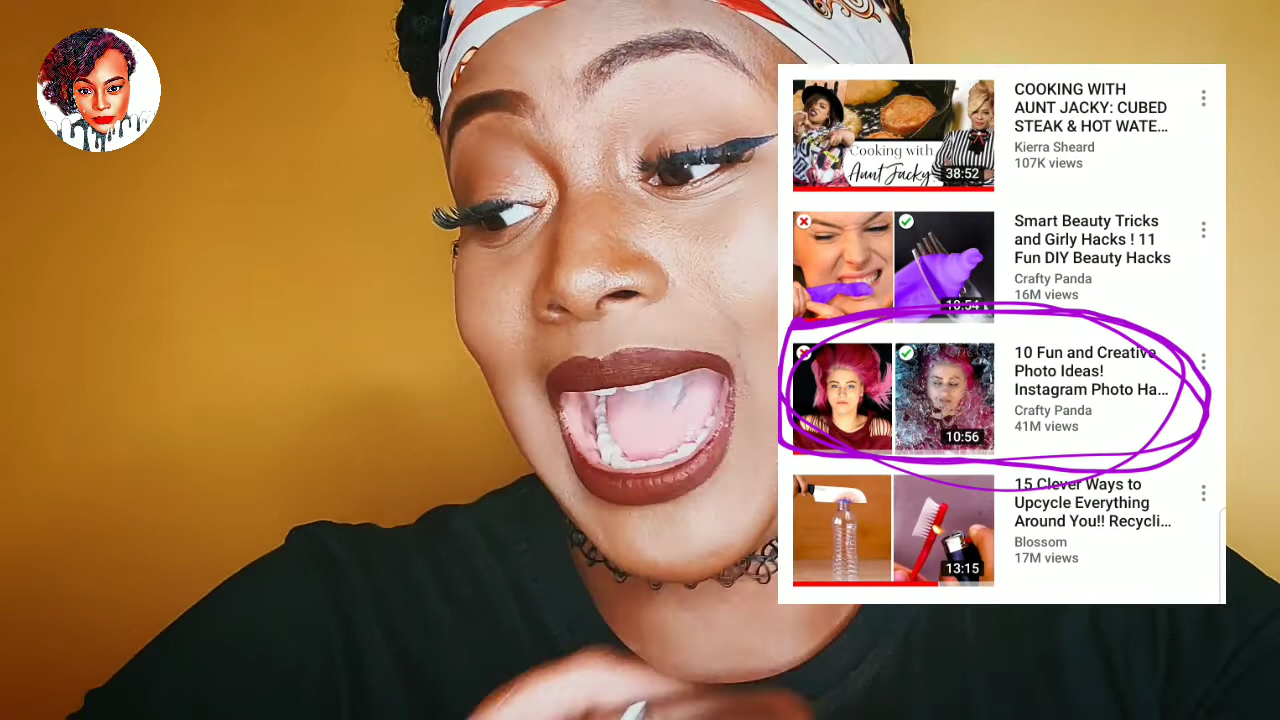 COOKING WITH
AUNT JACKY: CUBED
STEAK & HOT WATE...
Kierra Sheard
107K views
Cooking with
Aunt Jacky
38:52
Smart Beauty Tricks
and Girly Hacks ! 11
Fun DIY Beauty Hacks
Crafty Panda
16M views
10:54
10 Fun and Creative
Photo Ideas!
Instagram Photo Ha...
Crafty Panda
41M views
10:56
15 Clever Ways to
Upcycle Everything
Around You!! Recycli...
Blossom
17M views
13:15